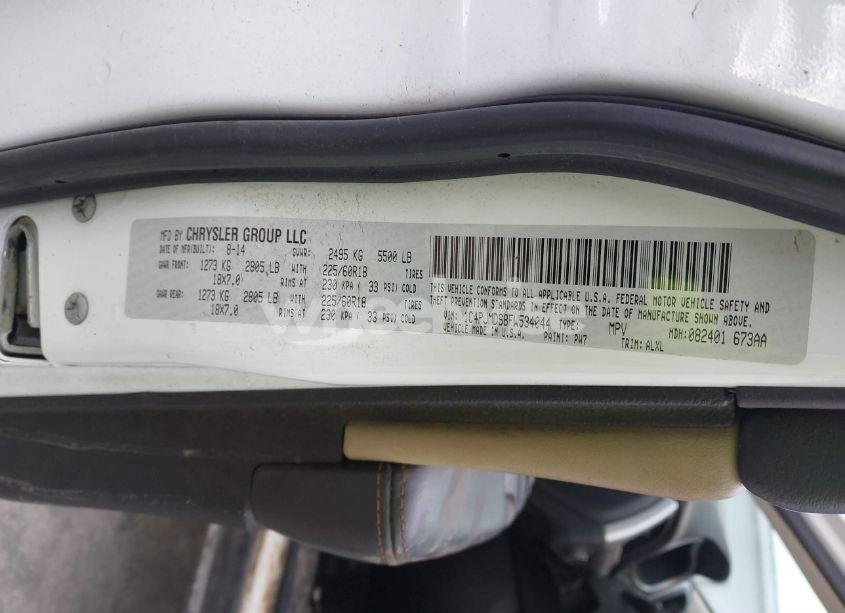 MFD BY CHRYSLER GROUP LLC
DATE OF MFR(BUILT): 8-14 GVWR: 2495 KG 5500 LB
GAWR FRONT: 1273 KG 2805 LB WITH 225/60R18 TIRES
18X7.0 RIMS AT 230 KPA ( 33 PSI) COLD
GAWR REAR: 1273 KG 2805 LB WITH 225/60R18 TIRES
18X7.0 RIMS AT 230 KPA ( 33 PSI) COLD
THIS VEHICLE CONFORMS TO ALL APPLICABLE U.S.A. FEDERAL MOTOR VEHICLE SAFETY AND
THEFT PREVENTION STANDARDS IN EFFECT ON THE DATE OF MANUFACTURE SHOWN ABOVE.
VIN: TYPE: MPV MDH: 082401 673AA
VEHICLE MADE IN U.S.A. PAINT: PW7 TRIM: ALXL